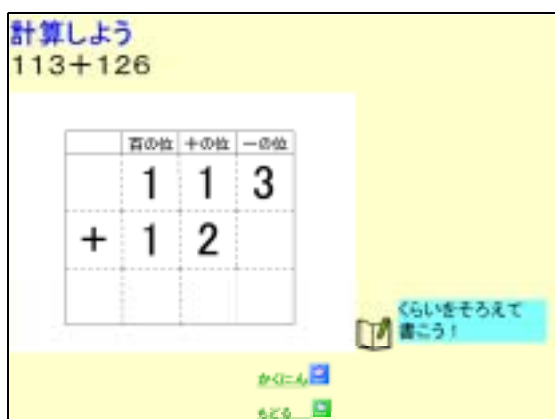 計算しよう
113+126
百の位 十の位 一の位
1 1 3
+ 1 2
くらいをそろえて
書こう!
かくにん
もどる